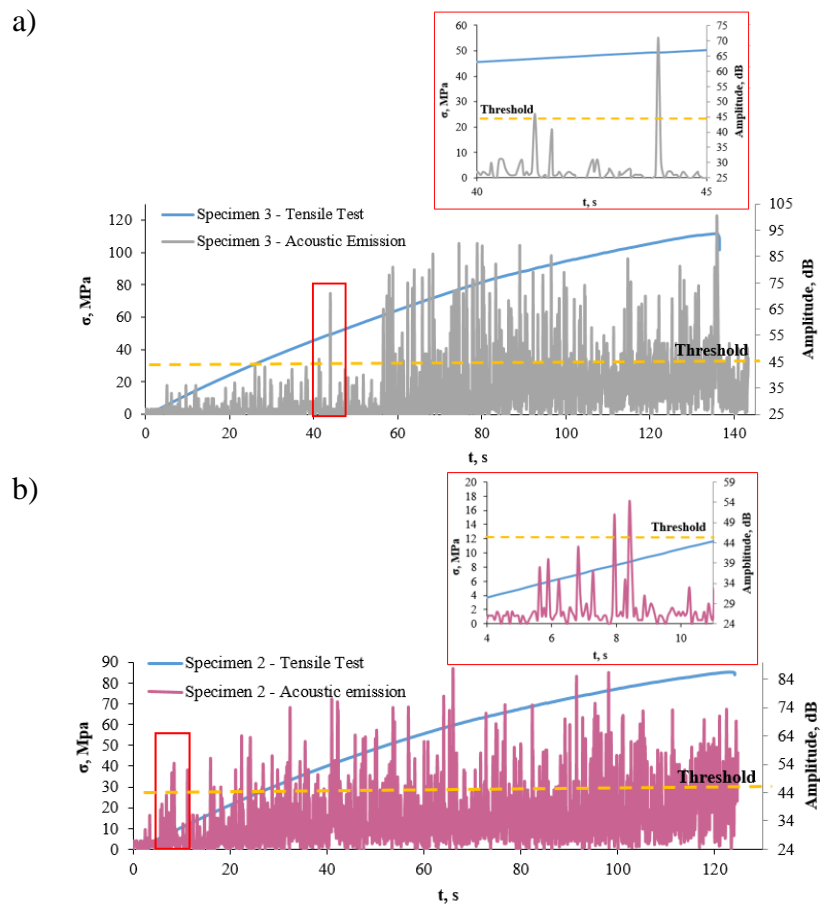 a)
60
50
40
30
20
10
0
σ, MPa
Threshold
75
70
65
60
55
50
45
40
35
30
25
Amplitude, dB
40
45
t, s
Specimen 3 - Tensile Test
Specimen 3 - Acoustic Emission
120
100
80
60
40
20
0
σ, MPa
105
95
85
75
65
55
45
35
25
Amplitude, dB
Threshold
0 20 40 60 80 100 120 140
t, s
b)
20
18
16
14
12
10
8
6
4
2
0
σ, MPa
Threshold
59
54
49
44
39
34
29
24
Ampblitude, dB
4 6 8 10
t, s
Specimen 2 - Tensile Test
Specimen 2 - Acoustic emission
90
80
70
60
50
40
30
20
10
0
σ, Mpa
84
74
64
54
44
34
24
Amplitude, dB
Threshold
0 20 40 60 80 100 120
t, s